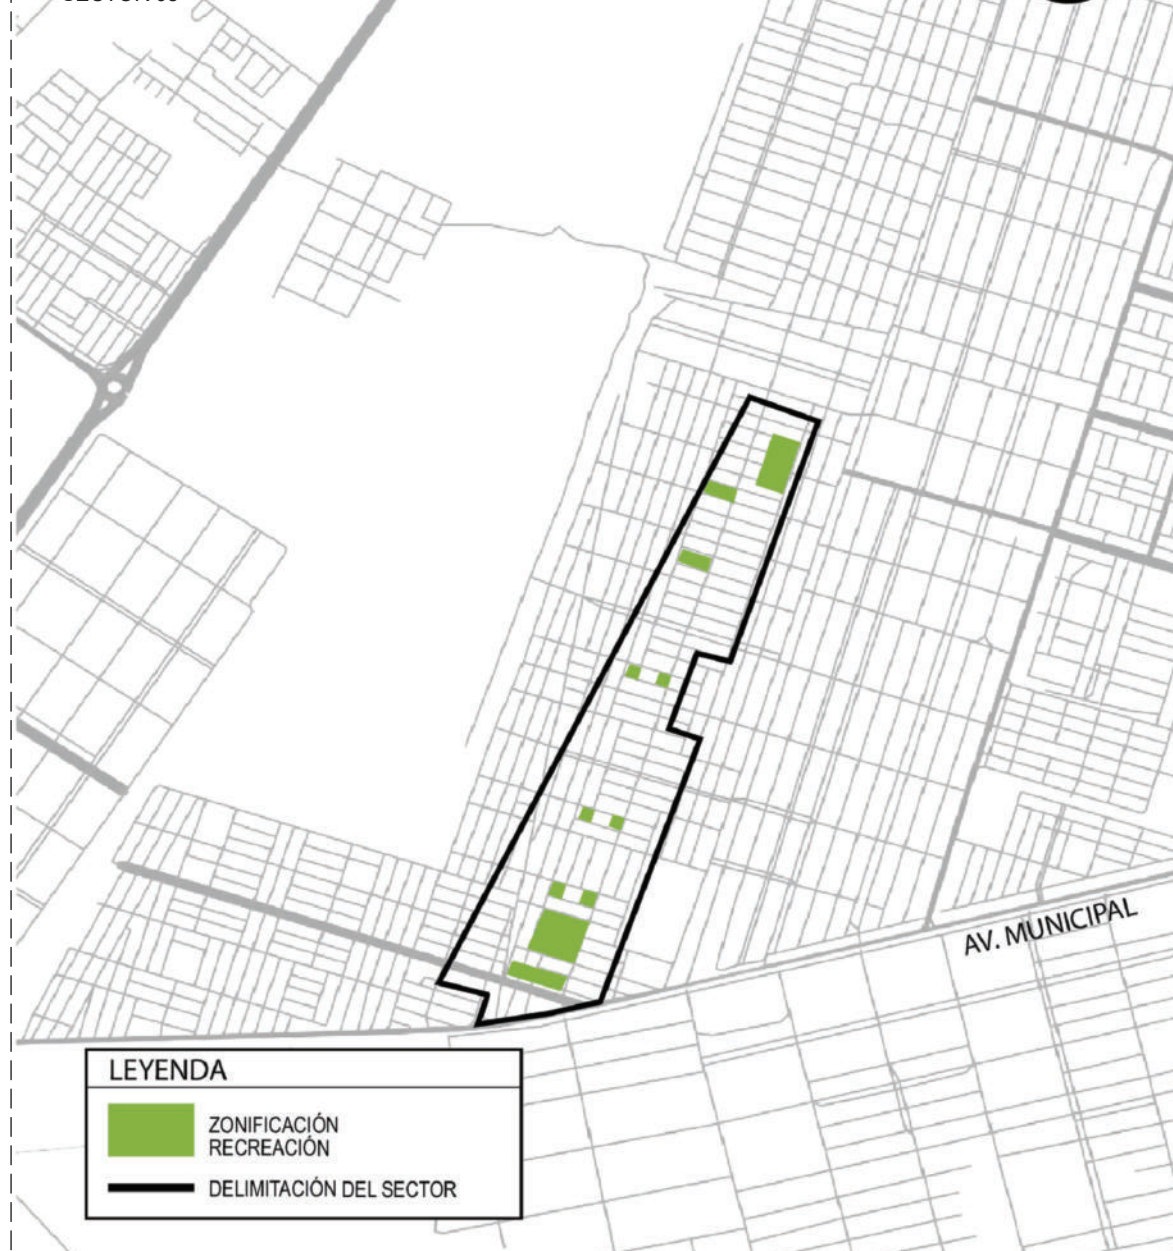 AV. MUNICIPAL
LEYENDA
ZONIFICACIÓN
RECREACIÓN
DELIMITACIÓN DEL SECTOR